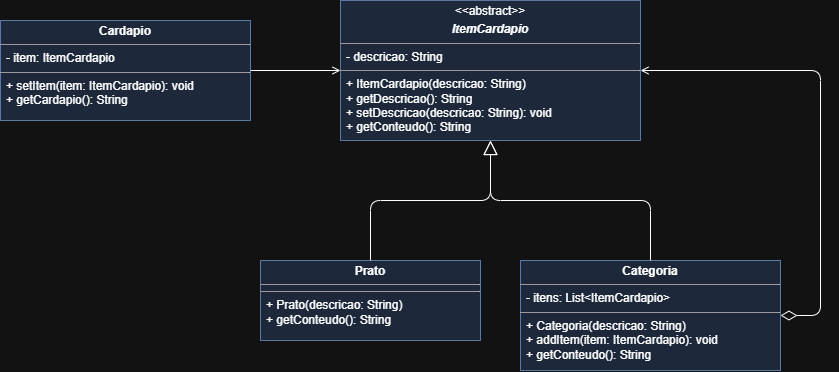 Cardapio
- item: ItemCardapio
+ setItem(item: ItemCardapio): void
+ getCardapio(): String
<<abstract>>
ItemCardapio
- descricao: String
+ ItemCardapio(descricao: String)
+ getDescricao(): String
+ setDescricao(descricao: String): void
+ getConteudo(): String
Prato
+ Prato(descricao: String)
+ getConteudo(): String
Categoria
- itens: List<ItemCardapio>
+ Categoria(descricao: String)
+ addItem(item: ItemCardapio): void
+ getConteudo(): String